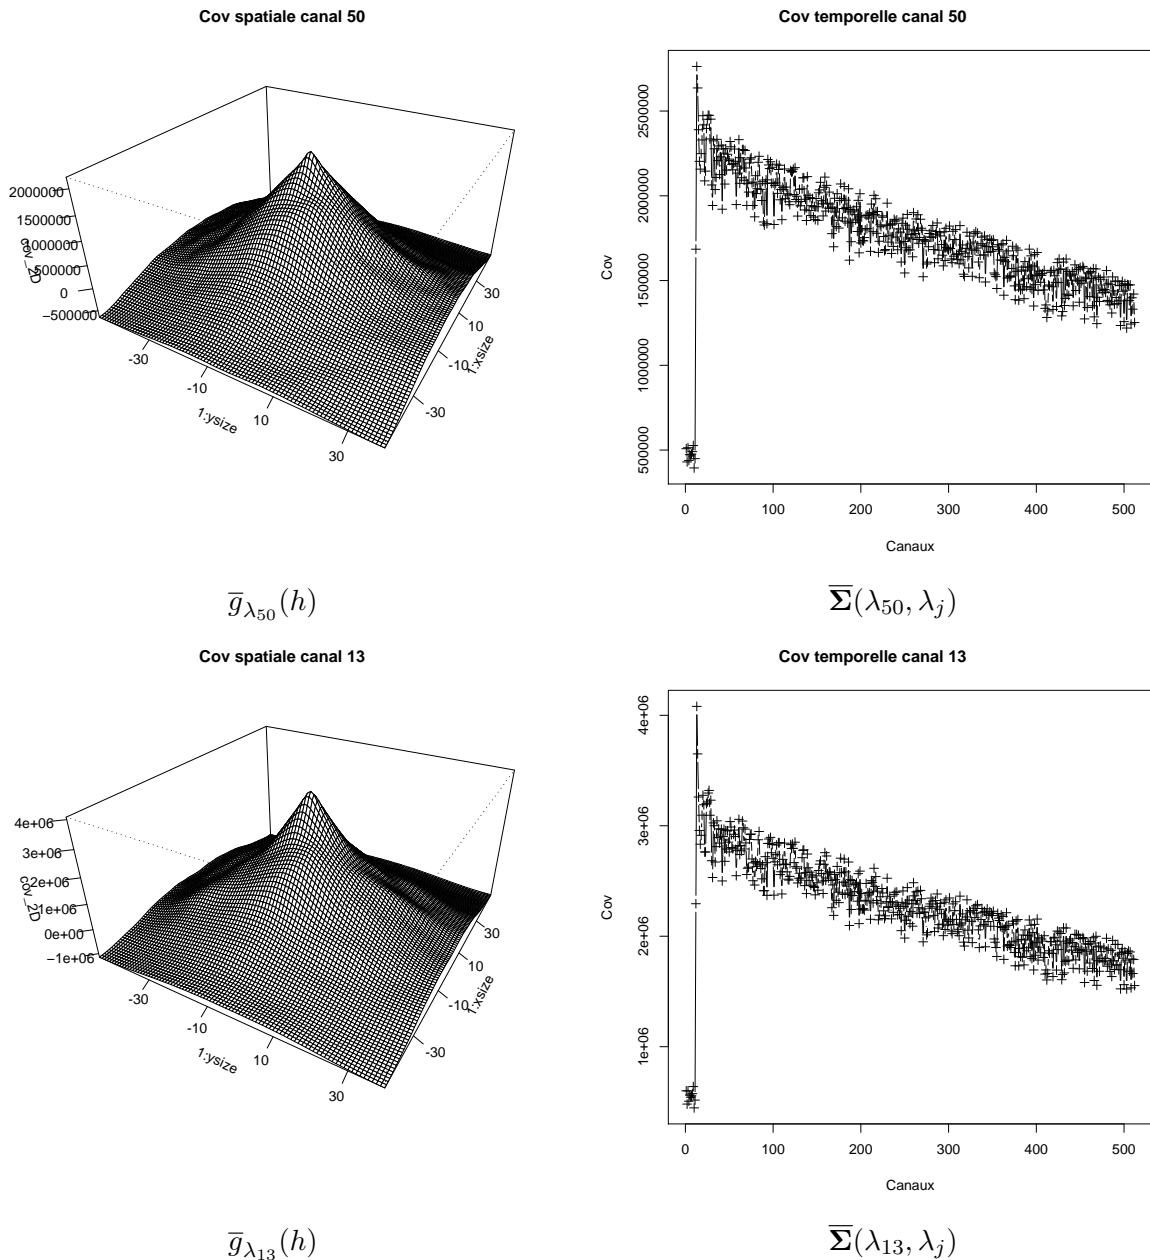 Cov spatiale canal 50
Cov temporelle canal 50
2000000
1500000
1000000
500000
0
−500000
cov_2D
-30
-10
10
30
1:ysize
30
10
-10
-30
1:xsize
2500000
2000000
1500000
1000000
500000
Cov
0 100 200 300 400 500
Canaux
g̅λ50(h)
Σ̅(λ50, λj)
Cov spatiale canal 13
Cov temporelle canal 13
4e+06
3e+06
2e+06
1e+06
0e+00
−1e+06
cov_2D
-30
-10
10
30
1:ysize
30
10
-10
-30
1:xsize
4e+06
3e+06
2e+06
1e+06
Cov
0 100 200 300 400 500
Canaux
g̅λ13(h)
Σ̅(λ13, λj)